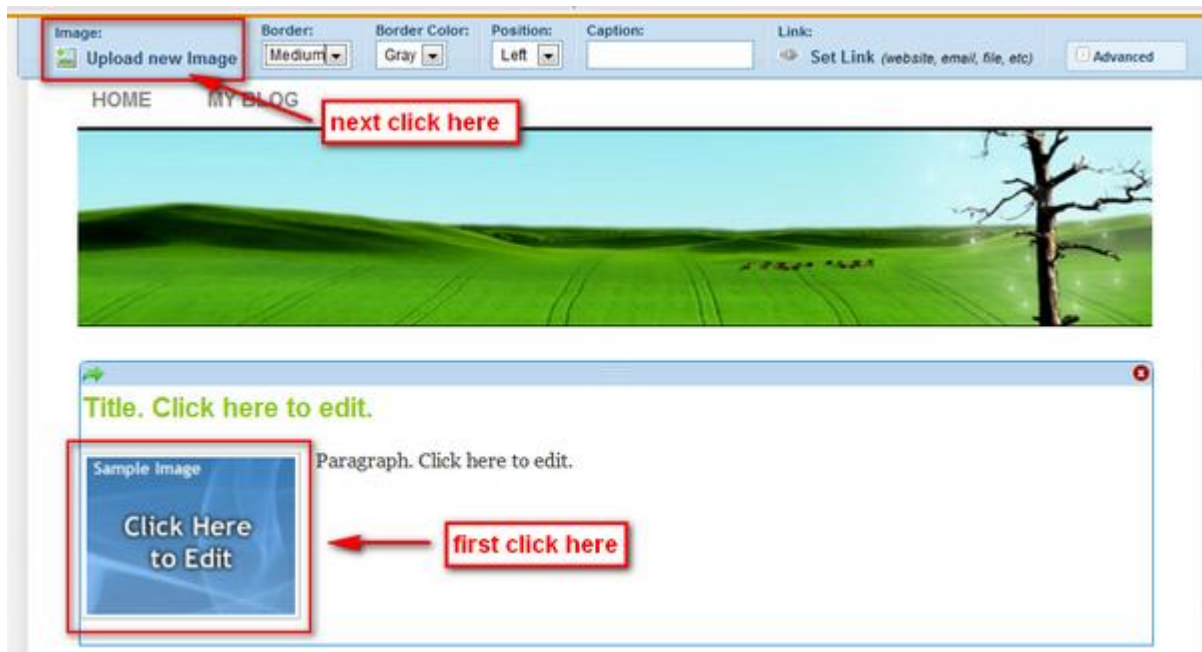 Image: Border: Border Color: Position: Caption: Link:
Upload new Image Medium Gray Left Set Link (website, email, file, etc) Advanced
HOME MY BLOG
next click here
Title. Click here to edit.
Sample Image
Paragraph. Click here to edit.
Click Here
to Edit
first click here